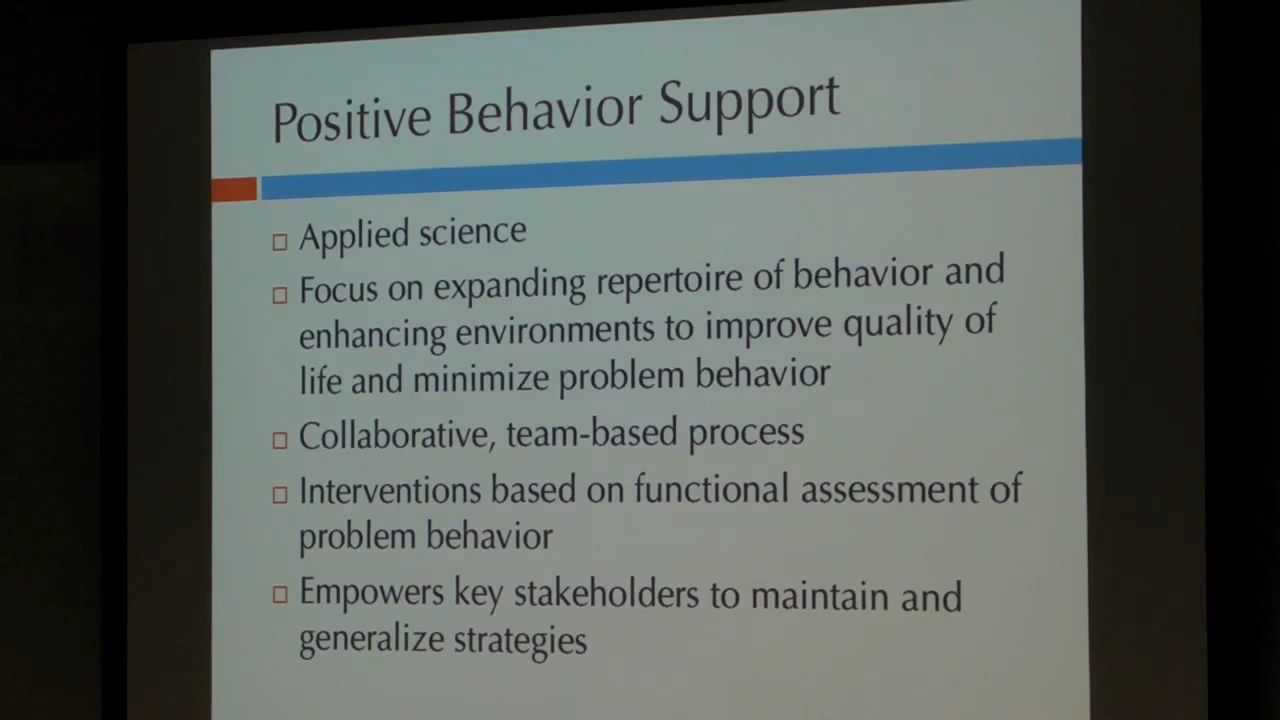 Positive Behavior Support
Applied science
Focus on expanding repertoire of behavior and
enhancing environments to improve quality of
life and minimize problem behavior
Collaborative, team-based process
Interventions based on functional assessment of
problem behavior
Empowers key stakeholders to maintain and
generalize strategies